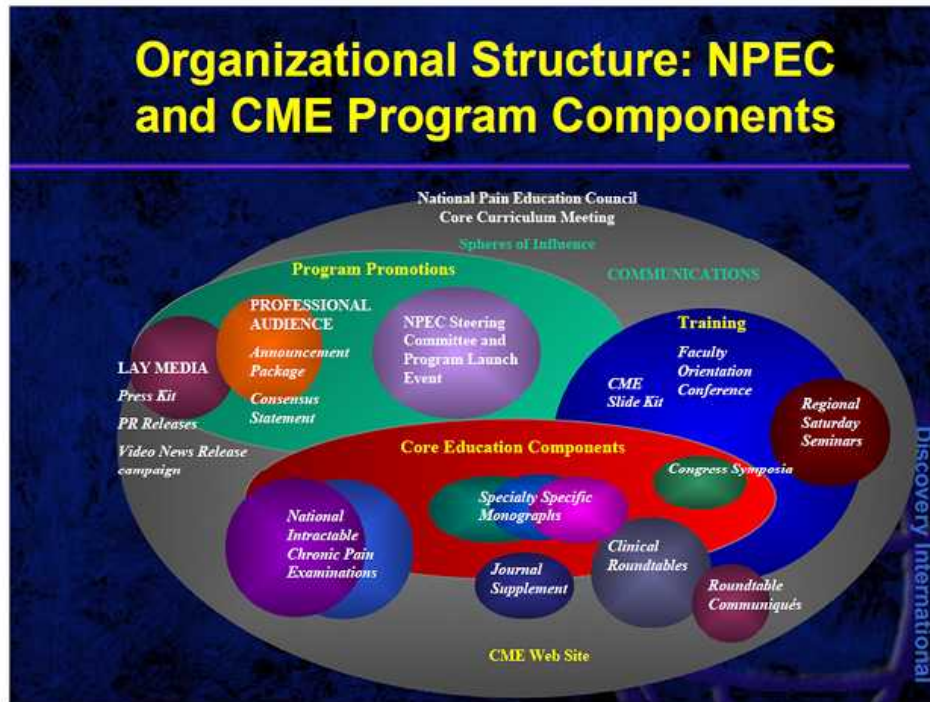 Organizational Structure: NPEC
and CME Program Components
National Pain Education Council
Core Curriculum Meeting
Spheres of Influence
COMMUNICATIONS
Program Promotions
PROFESSIONAL
AUDIENCE
Announcement
Package
Consensus
Statement
NPEC Steering
Committee and
Program Launch
Event
LAY MEDIA
Press Kit
PR Releases
Video News Release
campaign
Training
Faculty
Orientation
Conference
CME
Slide Kit
Regional
Saturday
Seminars
Core Education Components
Congress Symposia
Specialty Specific
Monographs
National
Intractable
Chronic Pain
Examinations
Journal
Supplement
Clinical
Roundtables
Roundtable
Communiqués
CME Web Site
Discovery International